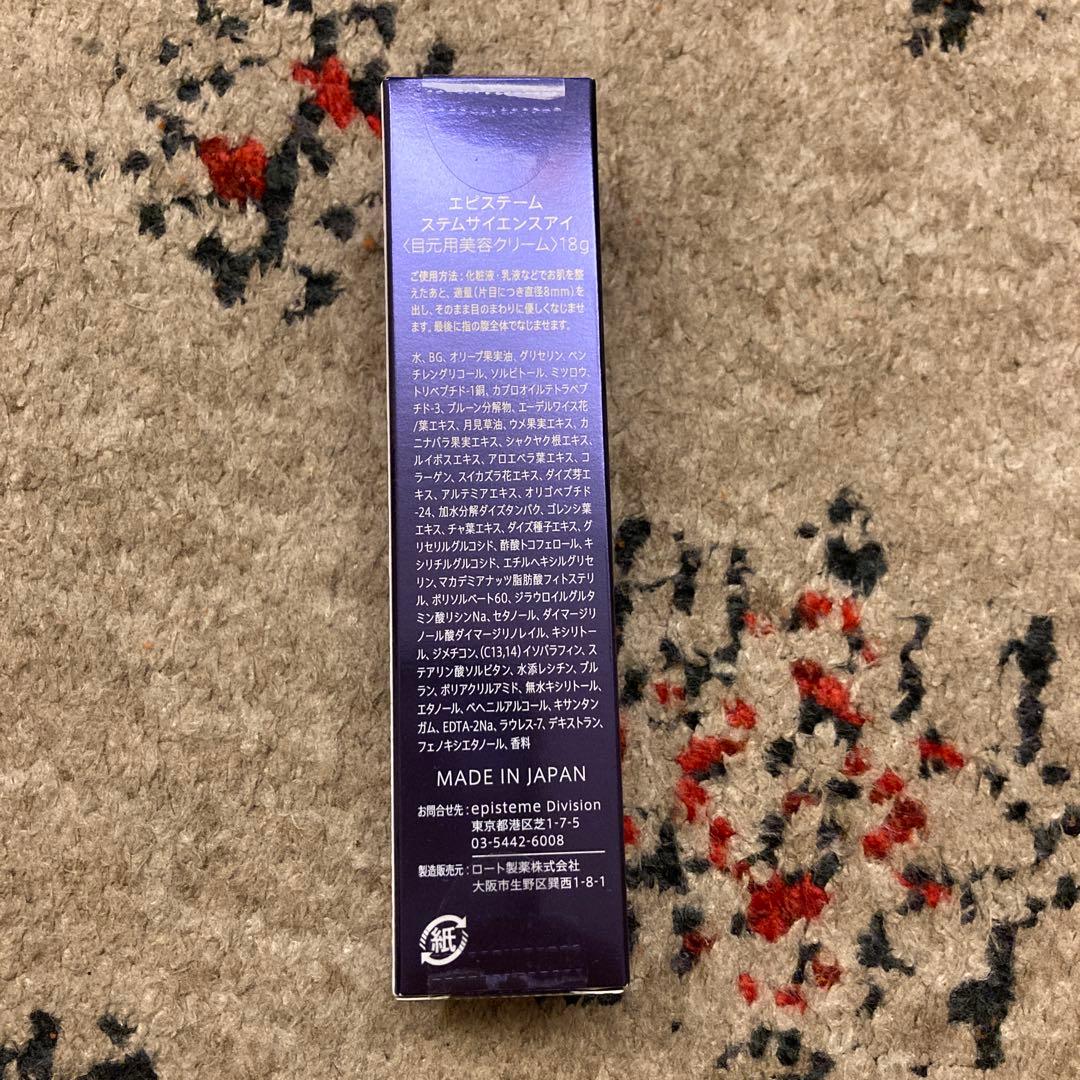 エピステーム
ステムサイエンスアイ
〈目元用美容クリーム〉18g
ご使用方法：化粧液・乳液などでお肌を整
えたあと、適量（片目につき直径8mm）を
出し、そのまま目のまわりに優しくなじませ
ます。最後に指の腹全体でなじませます。
水、BG、オリーブ果実油、グリセリン、ペン
チレングリコール、ソルビトール、ミツロウ、
トリペプチド-1銅、カプロオイルテトラペプ
チド-3、プルーン分解物、エーデルワイス花
/葉エキス、月見草油、ウメ果実エキス、カ
ニナバラ果実エキス、シャクヤク根エキス、
ルイボスエキス、アロエベラ葉エキス、コ
ラーゲン、スイカズラ花エキス、ダイズ芽エ
キス、アルテミアエキス、オリゴペプチド
-24、加水分解ダイズタンパク、ゴレンシ葉
エキス、チャ葉エキス、ダイズ種子エキス、グ
リセリルグルコシド、酢酸トコフェロール、キ
シリチルグルコシド、エチルヘキシルグリセ
リン、マカデミアナッツ脂肪酸フィトステリ
ル、ポリソルベート60、ジラウロイルグルタ
ミン酸リシンNa、セタノール、ダイマージリ
ノール酸ダイマージリノレイル、キシリトー
ル、ジメチコン、(C13,14)イソパラフィン、ス
テアリン酸ソルビタン、水添レシチン、プル
ラン、ポリアクリルアミド、無水キシリトール、
エタノール、ベヘニルアルコール、キサンタン
ガム、EDTA-2Na、ラウレス-7、デキストラン、
フェノキシエタノール、香料
MADE IN JAPAN
お問合せ先：episteme Division
東京都港区芝1-7-5
03-5442-6008
製造販売元：ロート製薬株式会社
大阪市生野区巽西1-8-1
紙